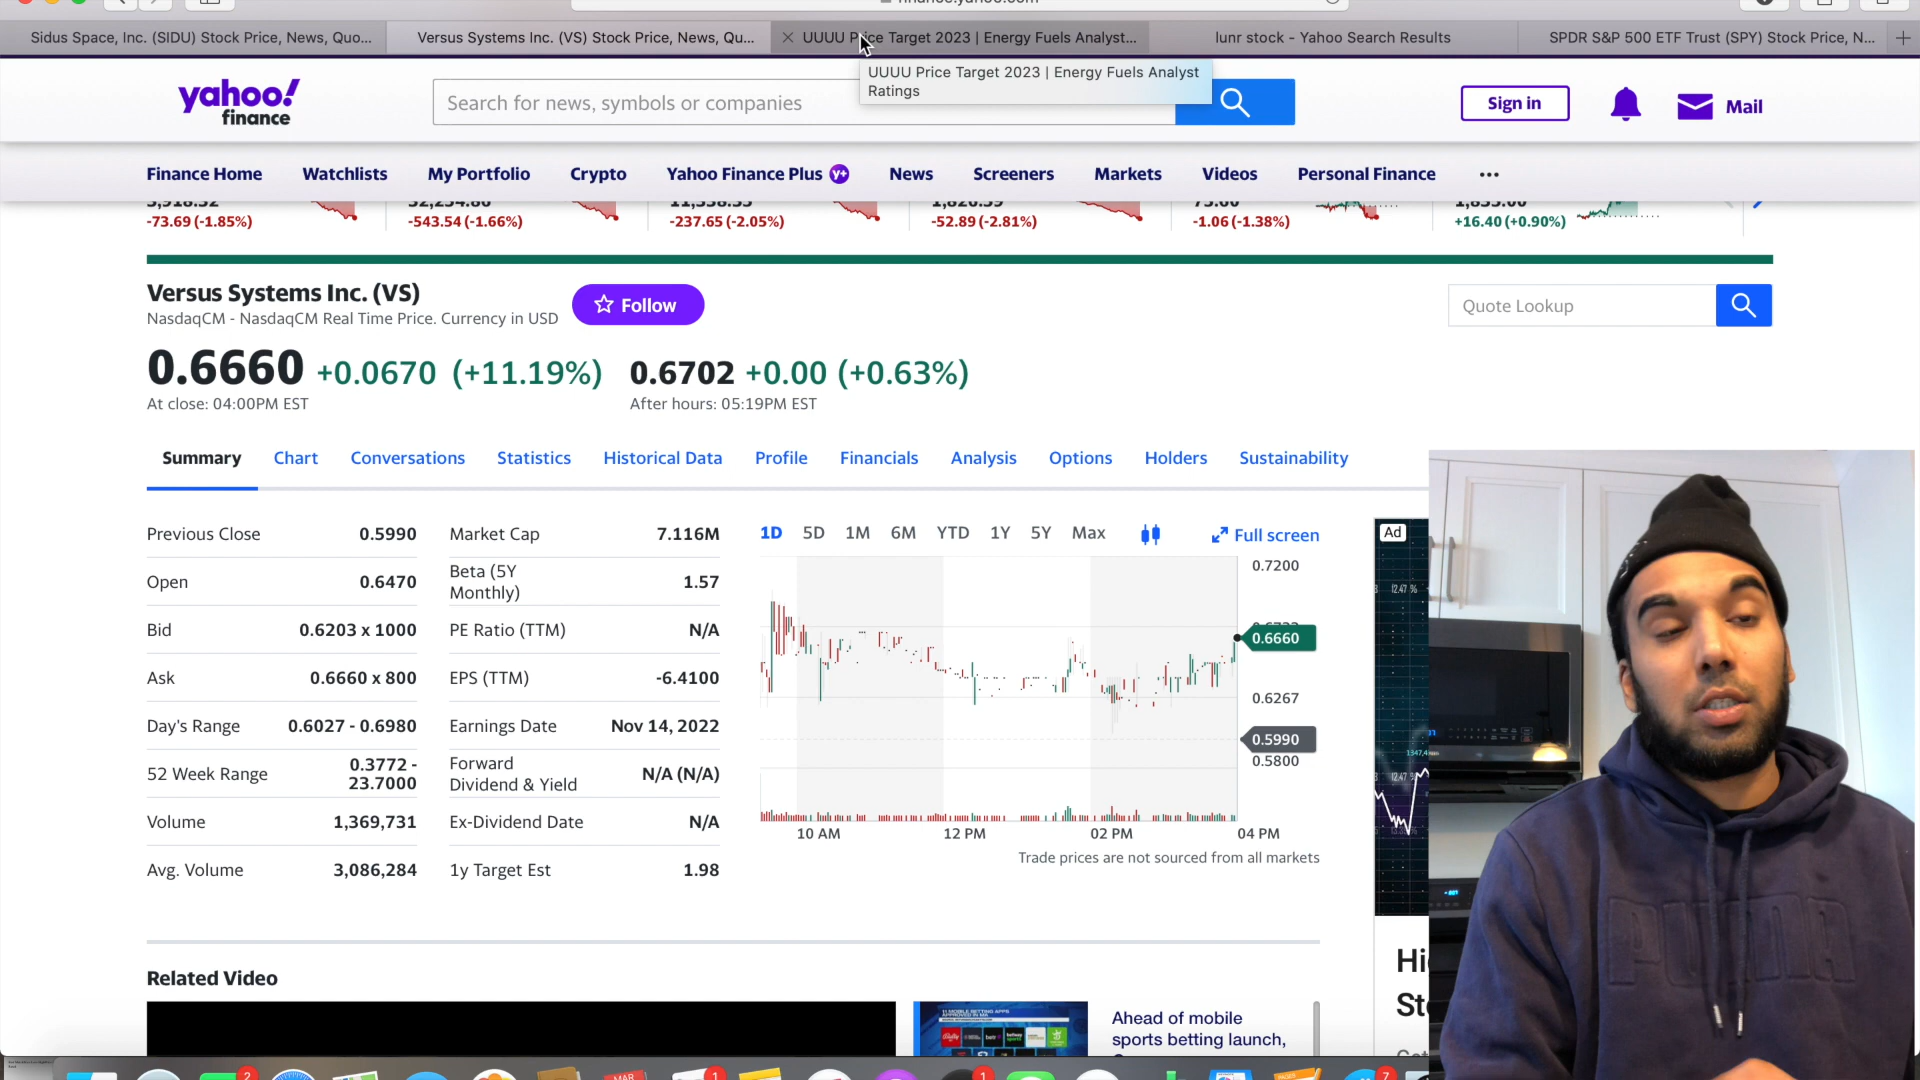 finance.yahoo.com
Sidus Space, Inc. (SIDU) Stock Price, News, Quo...
Versus Systems Inc. (VS) Stock Price, News, Qu...
UUUU Price Target 2023 | Energy Fuels Analyst...
lunr stock - Yahoo Search Results
SPDR S&P 500 ETF Trust (SPY) Stock Price, N...
UUUU Price Target 2023 | Energy Fuels Analyst
Ratings
yahoo!
finance
Search for news, symbols or companies
Sign in
Mail
Finance Home
Watchlists
My Portfolio
Crypto
Yahoo Finance Plus y+
News
Screeners
Markets
Videos
Personal Finance
-73.69 (-1.85%)
-543.54 (-1.66%)
-237.65 (-2.05%)
-52.89 (-2.81%)
-1.06 (-1.38%)
+16.40 (+0.90%)
Versus Systems Inc. (VS)
NasdaqCM - NasdaqCM Real Time Price. Currency in USD
Follow
Quote Lookup
0.6660 +0.0670 (+11.19%)
At close: 04:00PM EST
0.6702 +0.00 (+0.63%)
After hours: 05:19PM EST
Summary
Chart
Conversations
Statistics
Historical Data
Profile
Financials
Analysis
Options
Holders
Sustainability
Previous Close 0.5990
Open 0.6470
Bid 0.6203 x 1000
Ask 0.6660 x 800
Day's Range 0.6027 - 0.6980
52 Week Range 0.3772 -
23.7000
Volume 1,369,731
Avg. Volume 3,086,284
Market Cap 7.116M
Beta (5Y
Monthly) 1.57
PE Ratio (TTM) N/A
EPS (TTM) -6.4100
Earnings Date Nov 14, 2022
Forward
Dividend & Yield N/A (N/A)
Ex-Dividend Date N/A
1y Target Est 1.98
1D 5D 1M 6M YTD 1Y 5Y Max
Full screen
0.7200
0.6660
0.6267
0.5990
0.5800
10 AM 12 PM 02 PM 04 PM
Trade prices are not sourced from all markets
Ad
12.47 %
12.47 %
PUMA
Related Video
Ahead of mobile
sports betting launch,
2
MAR
1
1
7